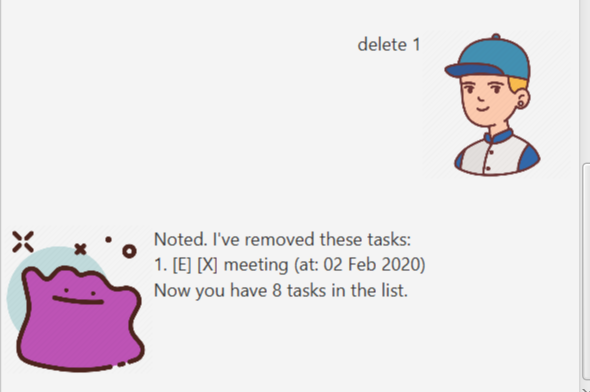 delete 1
Noted. I've removed these tasks:
1. [E] [X] meeting (at: 02 Feb 2020)
Now you have 8 tasks in the list.